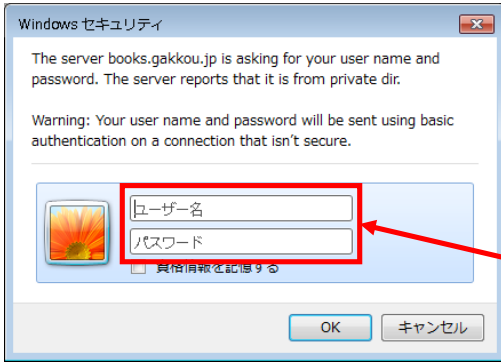 Windows セキュリティ
The server books.gakkou.jp is asking for your user name and
password. The server reports that it is from private dir.
Warning: Your user name and password will be sent using basic
authentication on a connection that isn't secure.
ユーザー名
パスワード
資格情報を記憶する
OK
キャンセル